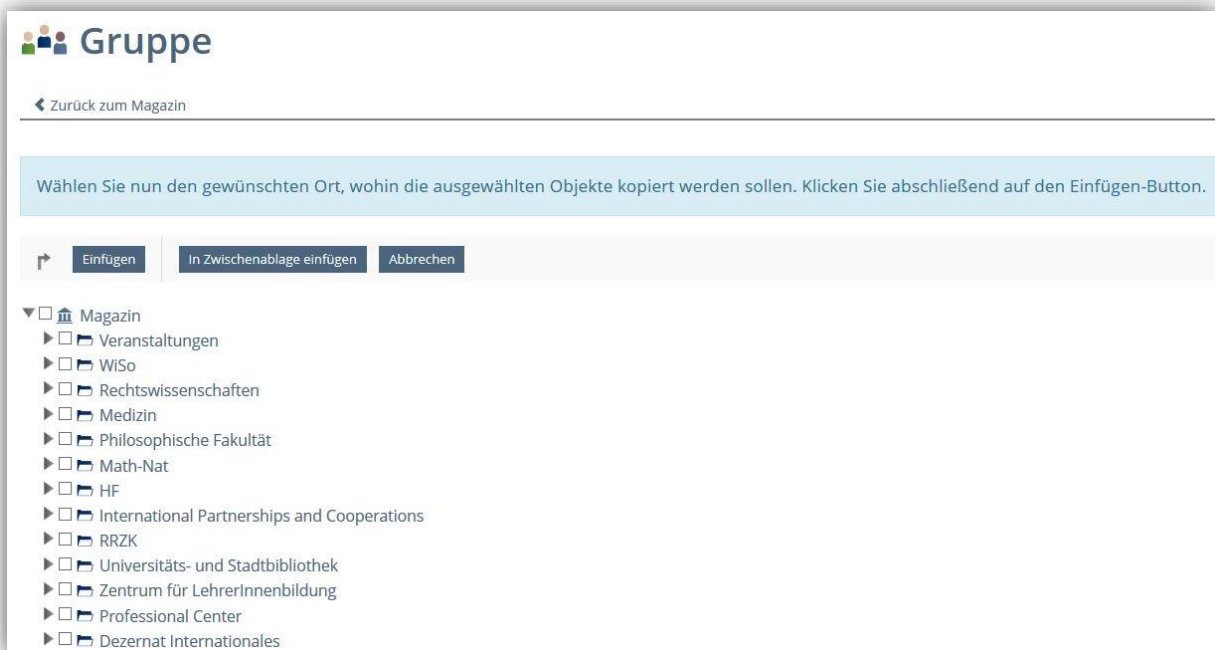 Gruppe
Zurück zum Magazin
Wählen Sie nun den gewünschten Ort, wohin die ausgewählten Objekte kopiert werden sollen. Klicken Sie abschließend auf den Einfügen-Button.
Einfügen In Zwischenablage einfügen Abbrechen
Magazin
Veranstaltungen
WiSo
Rechtswissenschaften
Medizin
Philosophische Fakultät
Math-Nat
HF
International Partnerships and Cooperations
RRZK
Universitäts- und Stadtbibliothek
Zentrum für LehrerInnenbildung
Professional Center
Dezernat Internationales